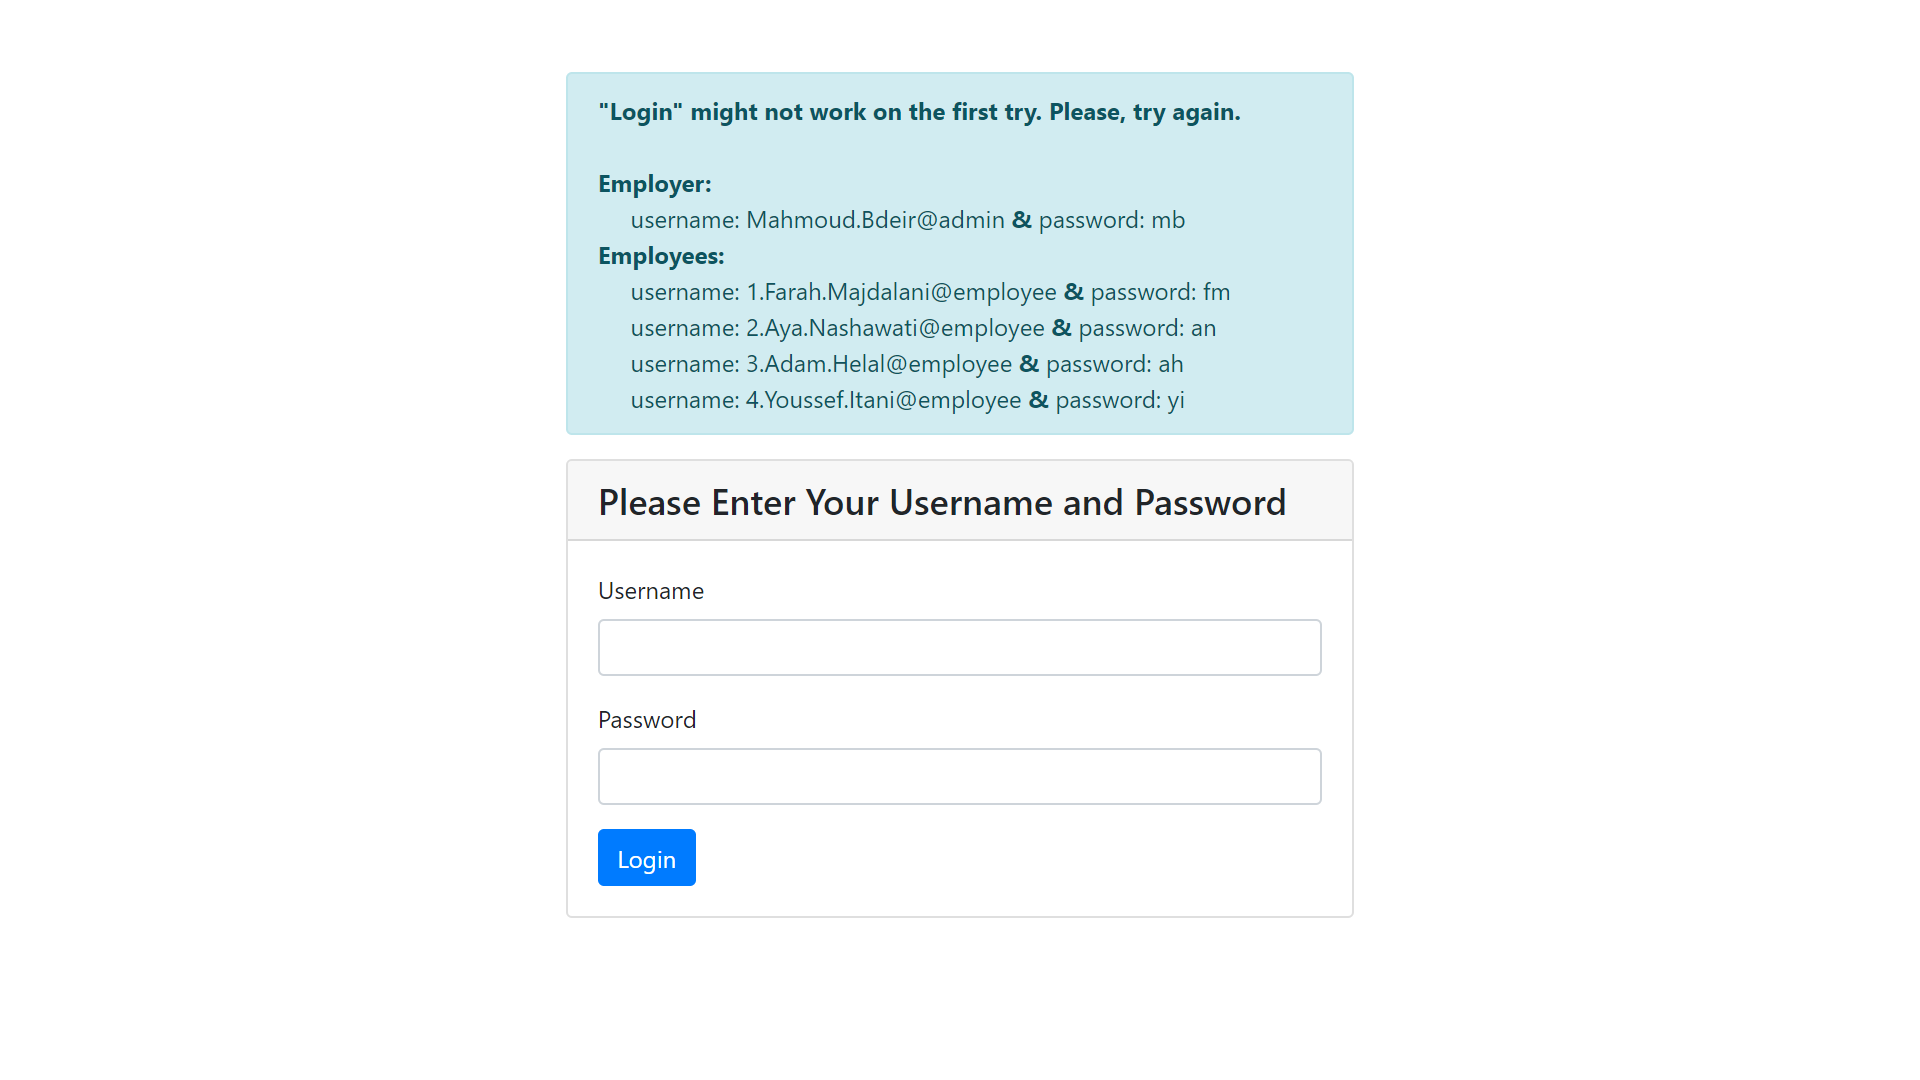 "Login" might not work on the first try. Please, try again.
Employer:
username: Mahmoud.Bdeir@admin & password: mb
Employees:
username: 1.Farah.Majdalani@employee & password: fm
username: 2.Aya.Nashawati@employee & password: an
username: 3.Adam.Helal@employee & password: ah
username: 4.Youssef.Itani@employee & password: yi
Please Enter Your Username and Password
Username
Password
Login